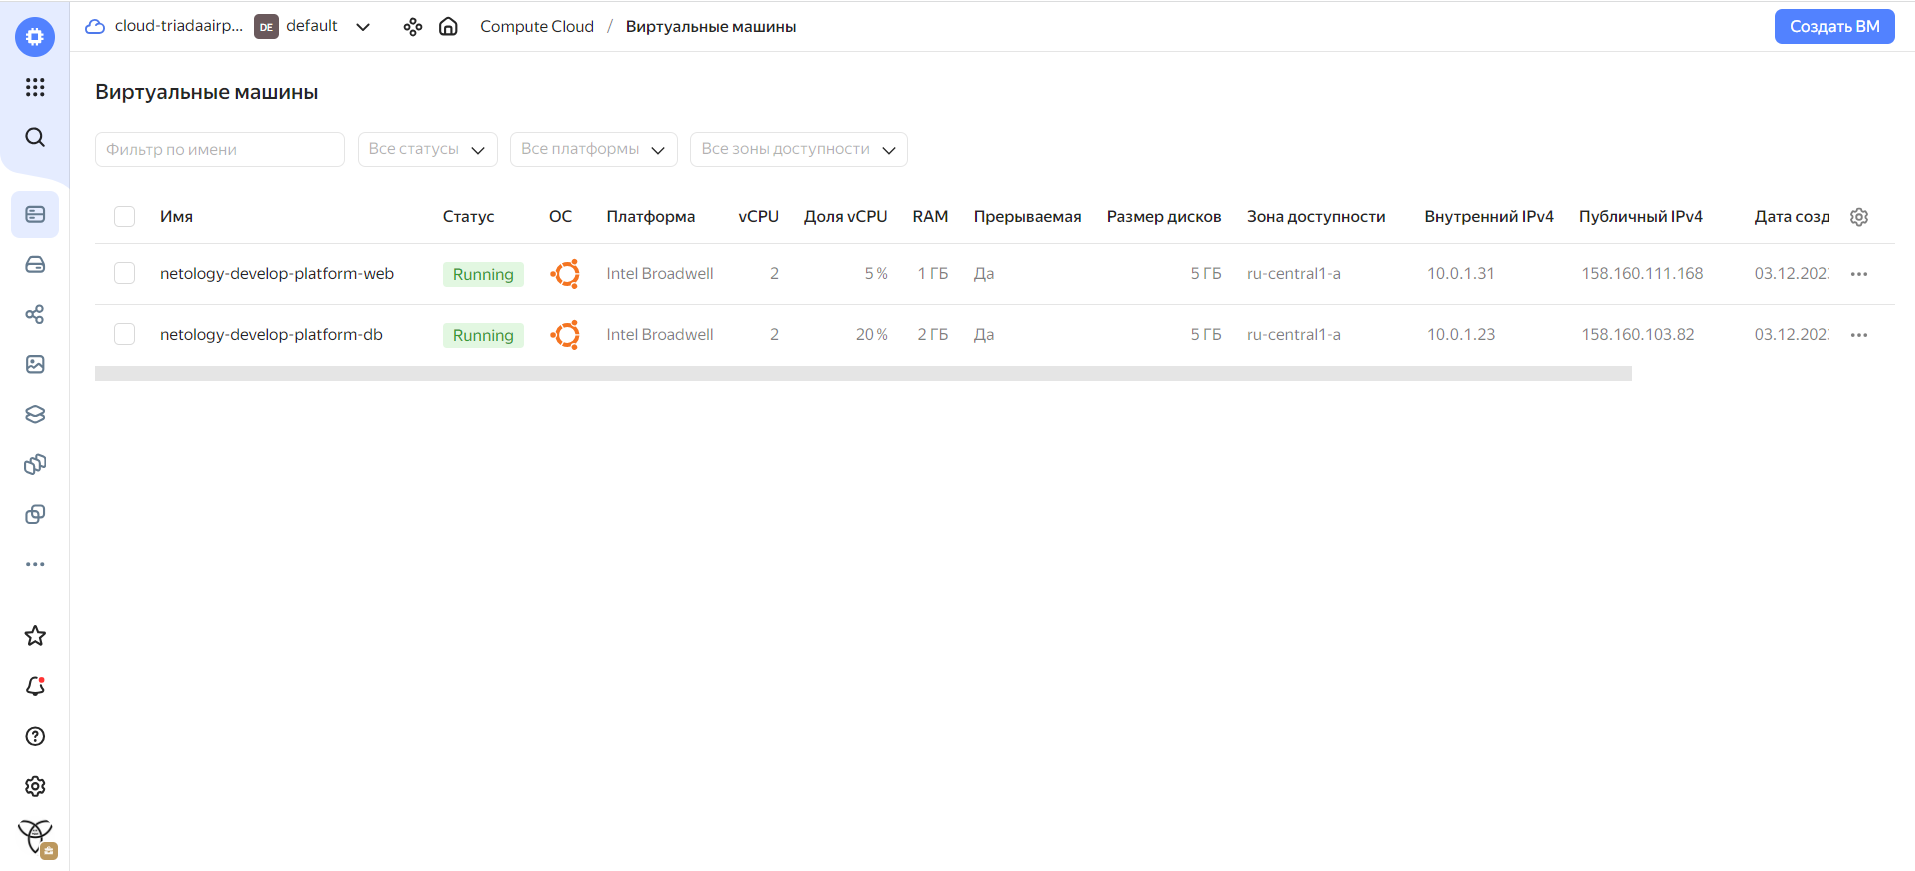 cloud-triadaairp... DE default Compute Cloud / Виртуальные машины Создать ВМ
Виртуальные машины
Фильтр по имени Все статусы Все платформы Все зоны доступности
Имя Статус ОС Платформа vCPU Доля vCPU RAM Прерываемая Размер дисков Зона доступности Внутренний IPv4 Публичный IPv4 Дата созд
netology-develop-platform-web Running Intel Broadwell 2 5 % 1 ГБ Да 5 ГБ ru-central1-a 10.0.1.31 158.160.111.168 03.12.202
netology-develop-platform-db Running Intel Broadwell 2 20 % 2 ГБ Да 5 ГБ ru-central1-a 10.0.1.23 158.160.103.82 03.12.202